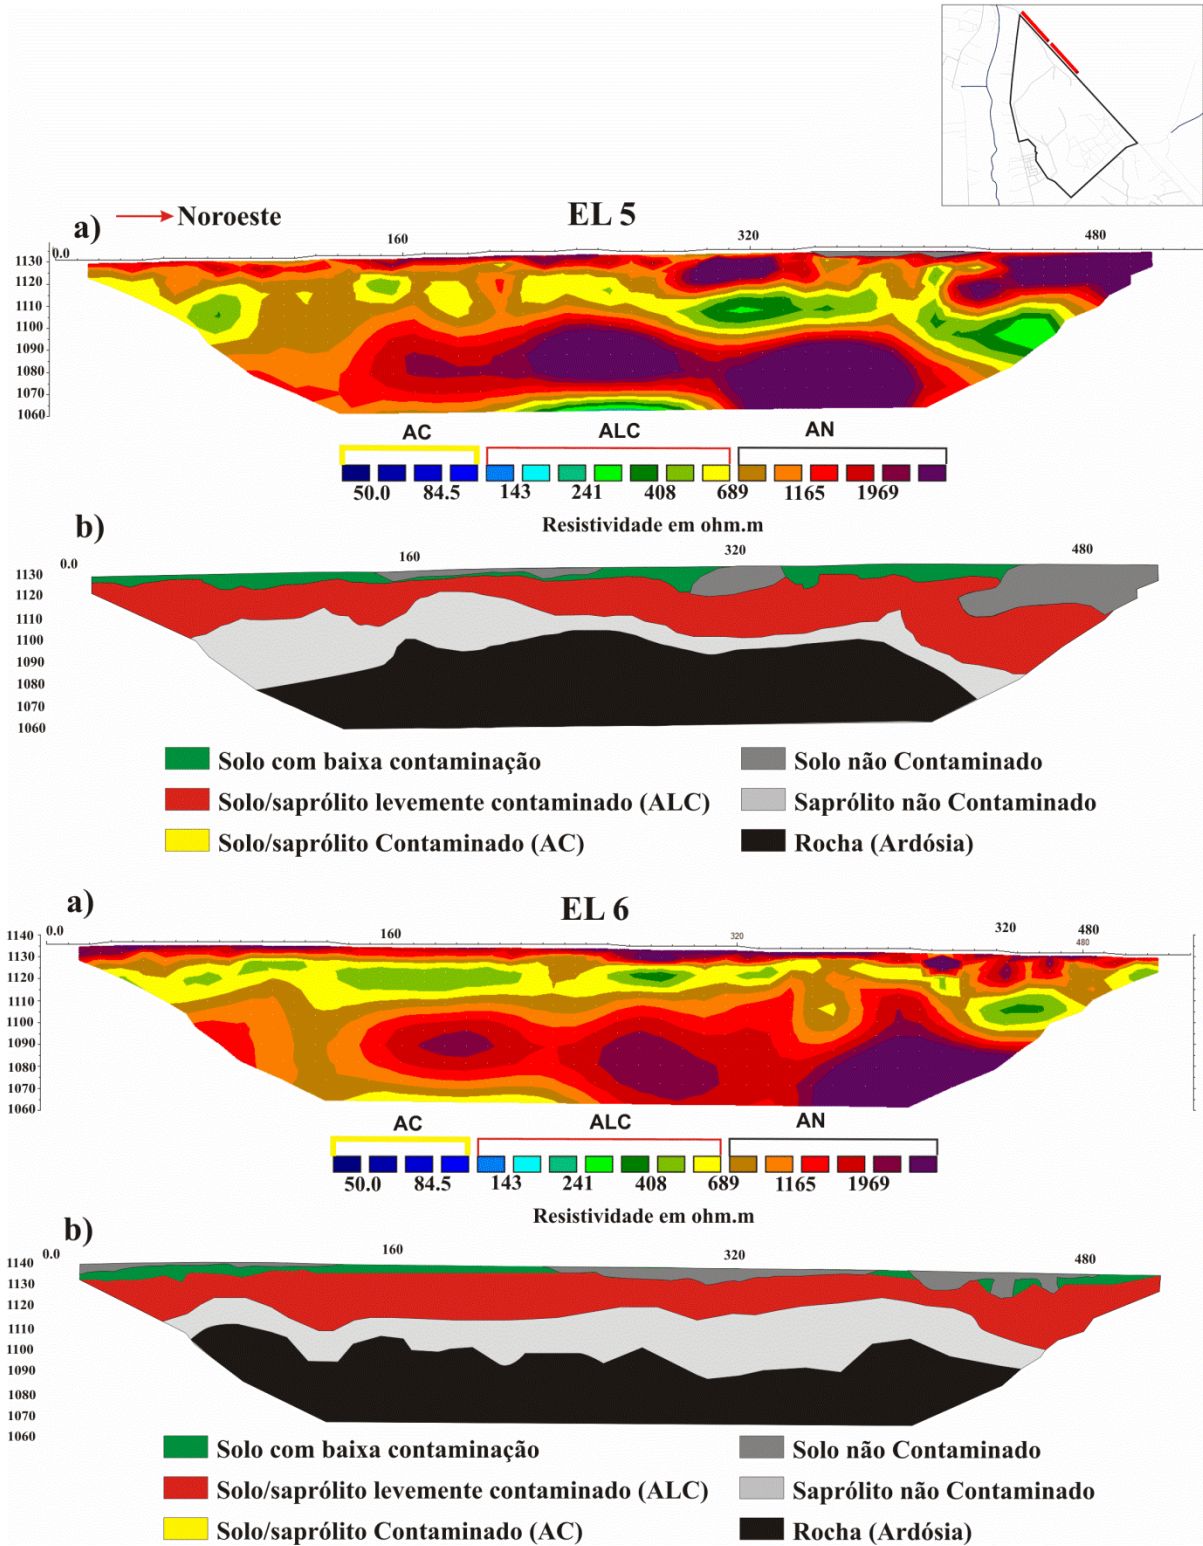 a)
Noroeste
EL 5
0.0
160
320
480
1130
1120
1110
1100
1090
1080
1070
1060
AC
ALC
AN
50.0 84.5 143 241 408 689 1165 1969
Resistividade em ohm.m
b)
0.0
160
320
480
1130
1120
1110
1100
1090
1080
1070
1060
Solo com baixa contaminação
Solo não Contaminado
Solo/saprólito levemente contaminado (ALC)
Saprólito não Contaminado
Solo/saprólito Contaminado (AC)
Rocha (Ardósia)
a)
EL 6
0.0
160
320
320
480
480
1140
1130
1120
1110
1100
1090
1080
1070
1060
AC
ALC
AN
50.0 84.5 143 241 408 689 1165 1969
Resistividade em ohm.m
b)
0.0
160
320
480
1140
1130
1120
1110
1100
1090
1080
1070
1060
Solo com baixa contaminação
Solo não Contaminado
Solo/saprólito levemente contaminado (ALC)
Saprólito não Contaminado
Solo/saprólito Contaminado (AC)
Rocha (Ardósia)